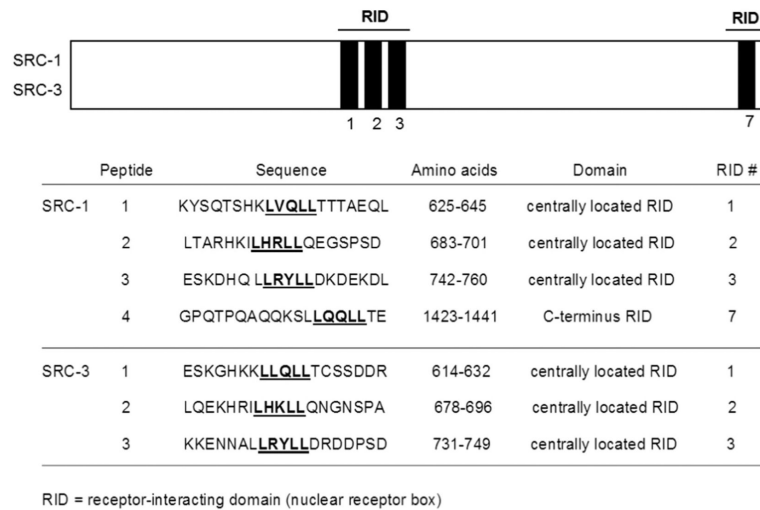 RID RID
SRC-1
SRC-3
1 2 3 7
Peptide Sequence Amino acids Domain RID #
SRC-1 1 KYSQTSHKLVQLLTTTAEQL 625-645 centrally located RID 1
2 LTARHKILHRLLQEGSPSD 683-701 centrally located RID 2
3 ESKDHQ LLRYLLDKDEKDL 742-760 centrally located RID 3
4 GPQTPQAQQKSLLQQLLTE 1423-1441 C-terminus RID 7
SRC-3 1 ESKGHKKLLQLLTCSSDDR 614-632 centrally located RID 1
2 LQEKHRILHKLLQNGNSPA 678-696 centrally located RID 2
3 KKENNALLRYLLDRDDPSD 731-749 centrally located RID 3
RID = receptor-interacting domain (nuclear receptor box)